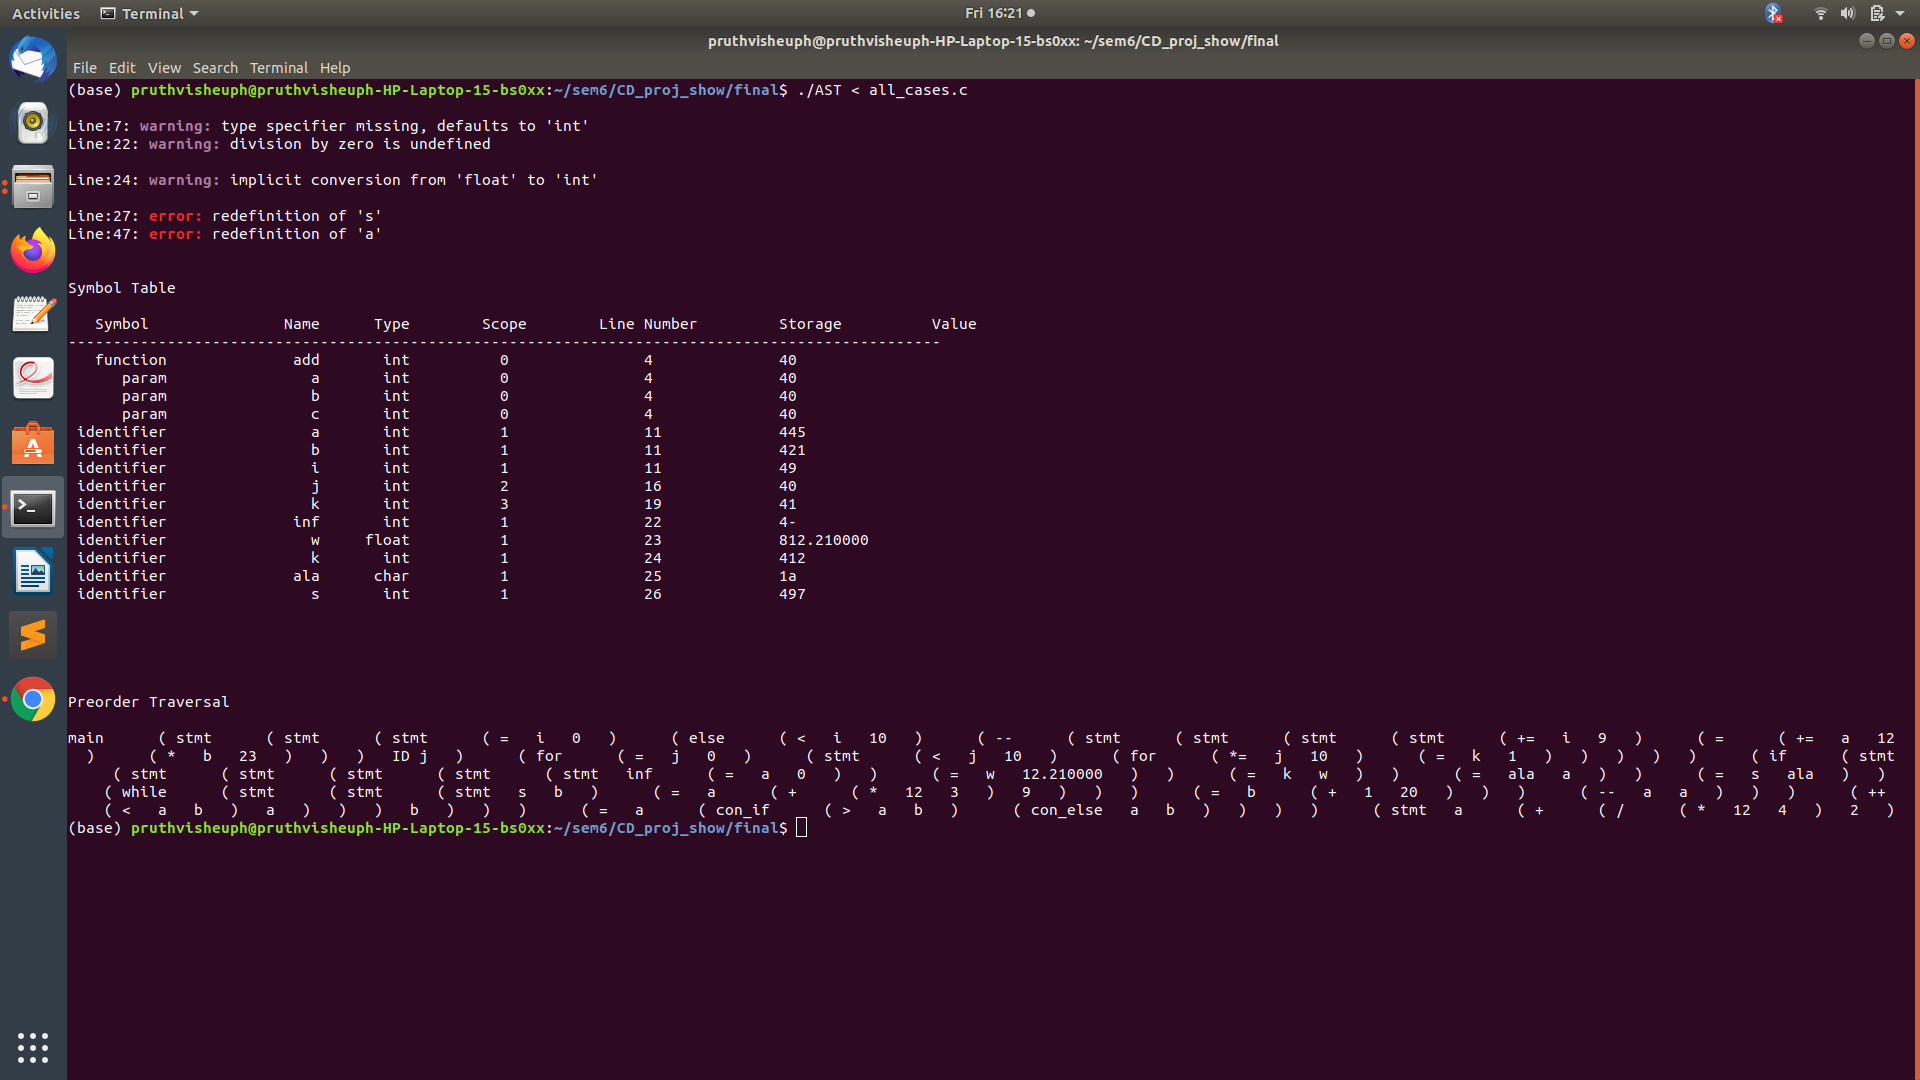 Activities Terminal Fri 16:21
pruthvisheuph@pruthvisheuph-HP-Laptop-15-bs0xx: ~/sem6/CD_proj_show/final
File Edit View Search Terminal Help
(base) pruthvisheuph@pruthvisheuph-HP-Laptop-15-bs0xx:~/sem6/CD_proj_show/final$ ./AST < all_cases.c
Line:7: warning: type specifier missing, defaults to 'int'
Line:22: warning: division by zero is undefined
Line:24: warning: implicit conversion from 'float' to 'int'
Line:27: error: redefinition of 's'
Line:47: error: redefinition of 'a'
Symbol Table
Symbol Name Type Scope Line Number Storage Value
-------------------------------------------------------------------------------------------------
function add int 0 4 40
param a int 0 4 40
param b int 0 4 40
param c int 0 4 40
identifier a int 1 11 445
identifier b int 1 11 421
identifier i int 1 11 49
identifier j int 2 16 40
identifier k int 3 19 41
identifier inf int 1 22 4-
identifier w float 1 23 812.210000
identifier k int 1 24 412
identifier ala char 1 25 1a
identifier s int 1 26 497
Preorder Traversal
main ( stmt ( stmt ( stmt ( = i 0 ) ( else ( < i 10 ) ( -- ( stmt ( stmt ( stmt ( stmt ( += i 9 ) ( = ( += a 12
) ( * b 23 ) ) ) ID j ) ( for ( = j 0 ) ( stmt ( < j 10 ) ( for ( *= j 10 ) ( = k 1 ) ) ) ) ) ( if ( stmt
( stmt ( stmt ( stmt ( stmt ( stmt inf ( = a 0 ) ) ( = w 12.210000 ) ) ( = k w ) ) ( = ala a ) ) ( = s ala ) )
( while ( stmt ( stmt ( stmt s b ) ( = a ( + ( * 12 3 ) 9 ) ) ) ( = b ( + 1 20 ) ) ) ( -- a a ) ) ) ( ++
( < a b ) a ) ) ) b ) ) ) ( = a ( con_if ( > a b ) ( con_else a b ) ) ) ) ( stmt a ( + ( / ( * 12 4 ) 2 )
(base) pruthvisheuph@pruthvisheuph-HP-Laptop-15-bs0xx:~/sem6/CD_proj_show/final$